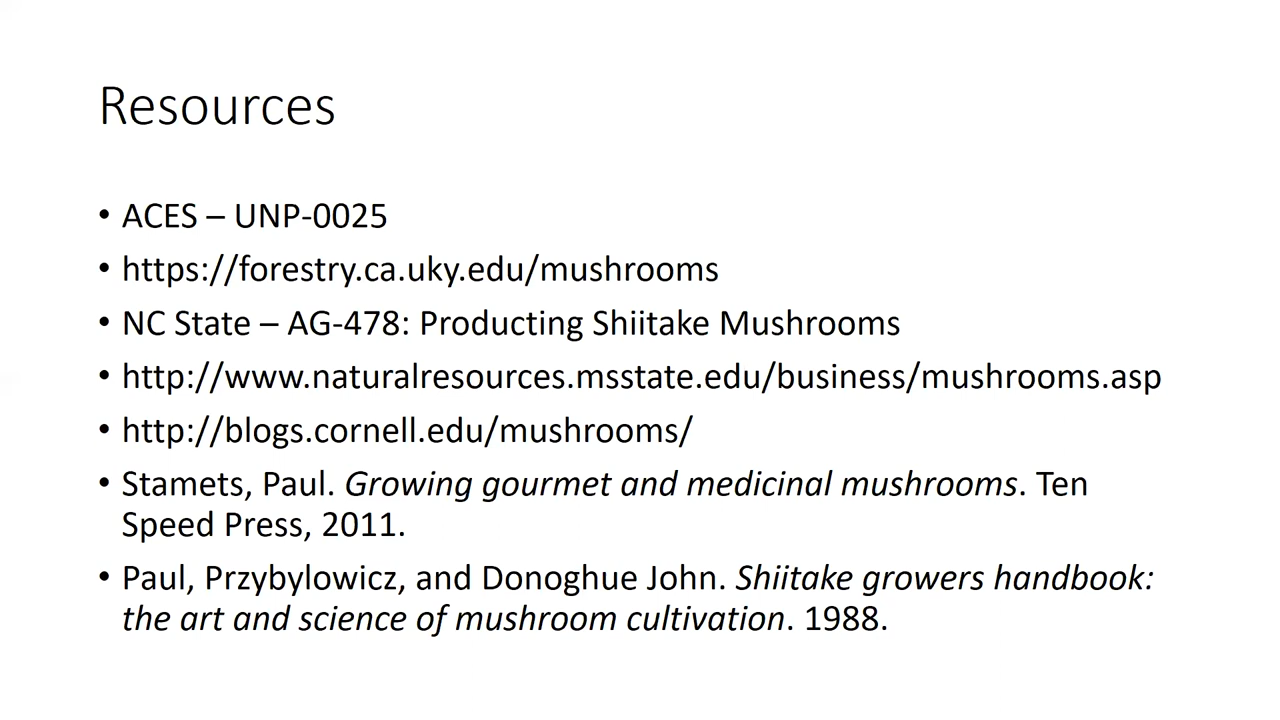 Resources
• ACES – UNP-0025
• https://forestry.ca.uky.edu/mushrooms
• NC State – AG-478: Producting Shiitake Mushrooms
• http://www.naturalresources.msstate.edu/business/mushrooms.asp
• http://blogs.cornell.edu/mushrooms/
• Stamets, Paul. Growing gourmet and medicinal mushrooms. Ten
Speed Press, 2011.
• Paul, Przybylowicz, and Donoghue John. Shiitake growers handbook:
the art and science of mushroom cultivation. 1988.